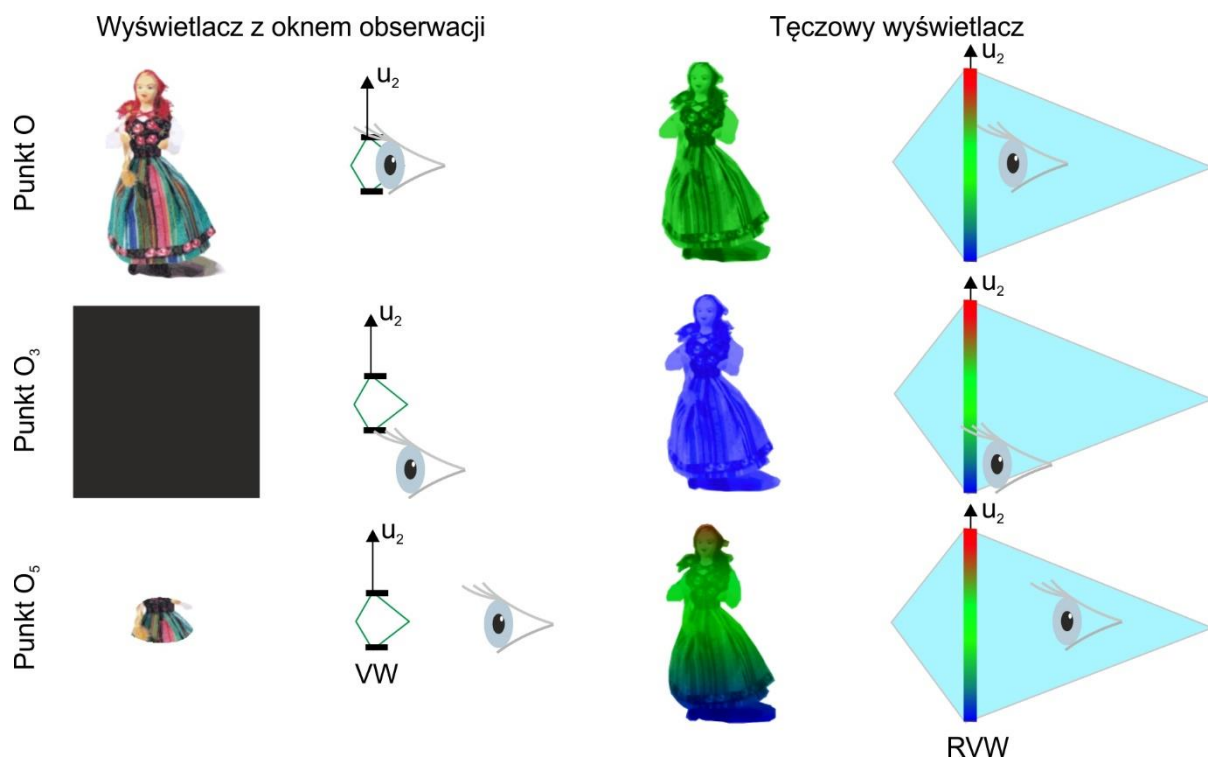 Wyświetlacz z oknem obserwacji
Tęczowy wyświetlacz
Punkt O
u₂
u₂
Punkt O₃
u₂
u₂
Punkt O₅
u₂
u₂
VW
RVW